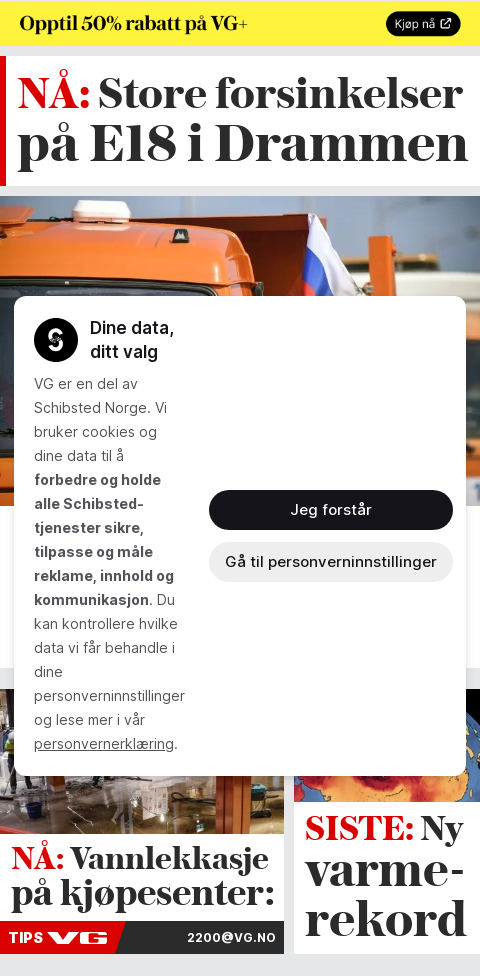 Opptil 50% rabatt på VG+
Kjøp nå
NÅ: Store forsinkelser
på E18 i Drammen
Dine data,
ditt valg
VG er en del av
Schibsted Norge. Vi
bruker cookies og
dine data til å
forbedre og holde
alle Schibsted-
tjenester sikre,
tilpasse og måle
reklame, innhold og
kommunikasjon. Du
kan kontrollere hvilke
data vi får behandle i
dine
personverninnstillinger
og lese mer i vår
personvernerklæring.
Jeg forstår
Gå til personverninnstillinger
NÅ: Vannlekkasje
på kjøpesenter:
TIPS VG
2200@VG.NO
SISTE: Ny
varme-
rekord